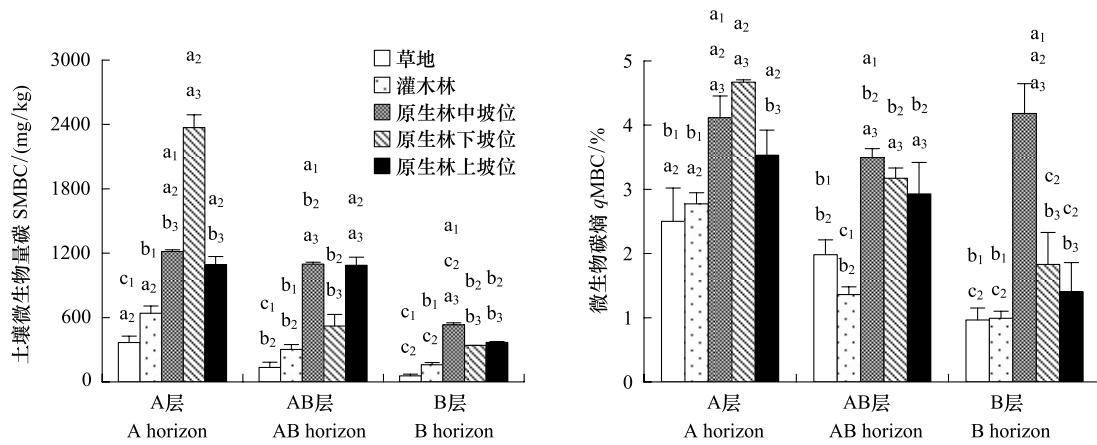 土壤微生物量碳 SMBC/(mg/kg)
3000
2400
1800
1200
600
0
草地
灌木林
原生林中坡位
原生林下坡位
原生林上坡位
c₁
a₂
b₁
a₂
a₁
a₂
b₃
a₂
a₃
a₂
b₃
c₁
b₂
b₁
b₂
a₁
b₂
a₃
b₂
b₃
a₂
a₃
c₁
c₂
b₁
c₂
a₁
c₂
a₃
b₂
b₃
b₂
b₃
A层
AB层
B层
A horizon
AB horizon
B horizon
微生物碳熵 qMBC/%
5
4
3
2
1
0
b₁
a₂
b₁
a₂
a₁
a₂
a₃
a₂
a₃
a₂
b₃
b₁
b₂
c₁
b₂
a₁
b₂
a₃
b₂
a₃
b₂
a₃
b₁
c₂
b₁
c₂
a₁
a₂
a₃
c₂
b₃
c₂
b₃
A层
AB层
B层
A horizon
AB horizon
B horizon